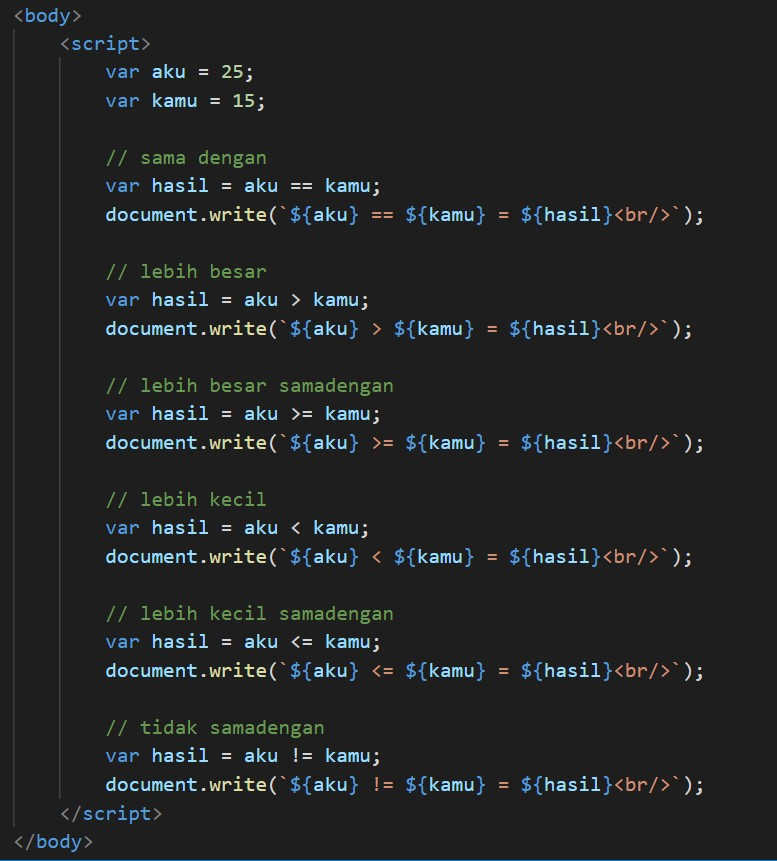 <body>
<script>
var aku = 25;
var kamu = 15;
// sama dengan
var hasil = aku == kamu;
document.write(`${aku} == ${kamu} = ${hasil}<br/>`);
// lebih besar
var hasil = aku > kamu;
document.write(`${aku} > ${kamu} = ${hasil}<br/>`);
// lebih besar samadengan
var hasil = aku >= kamu;
document.write(`${aku} >= ${kamu} = ${hasil}<br/>`);
// lebih kecil
var hasil = aku < kamu;
document.write(`${aku} < ${kamu} = ${hasil}<br/>`);
// lebih kecil samadengan
var hasil = aku <= kamu;
document.write(`${aku} <= ${kamu} = ${hasil}<br/>`);
// tidak samadengan
var hasil = aku != kamu;
document.write(`${aku} != ${kamu} = ${hasil}<br/>`);
</script>
</body>